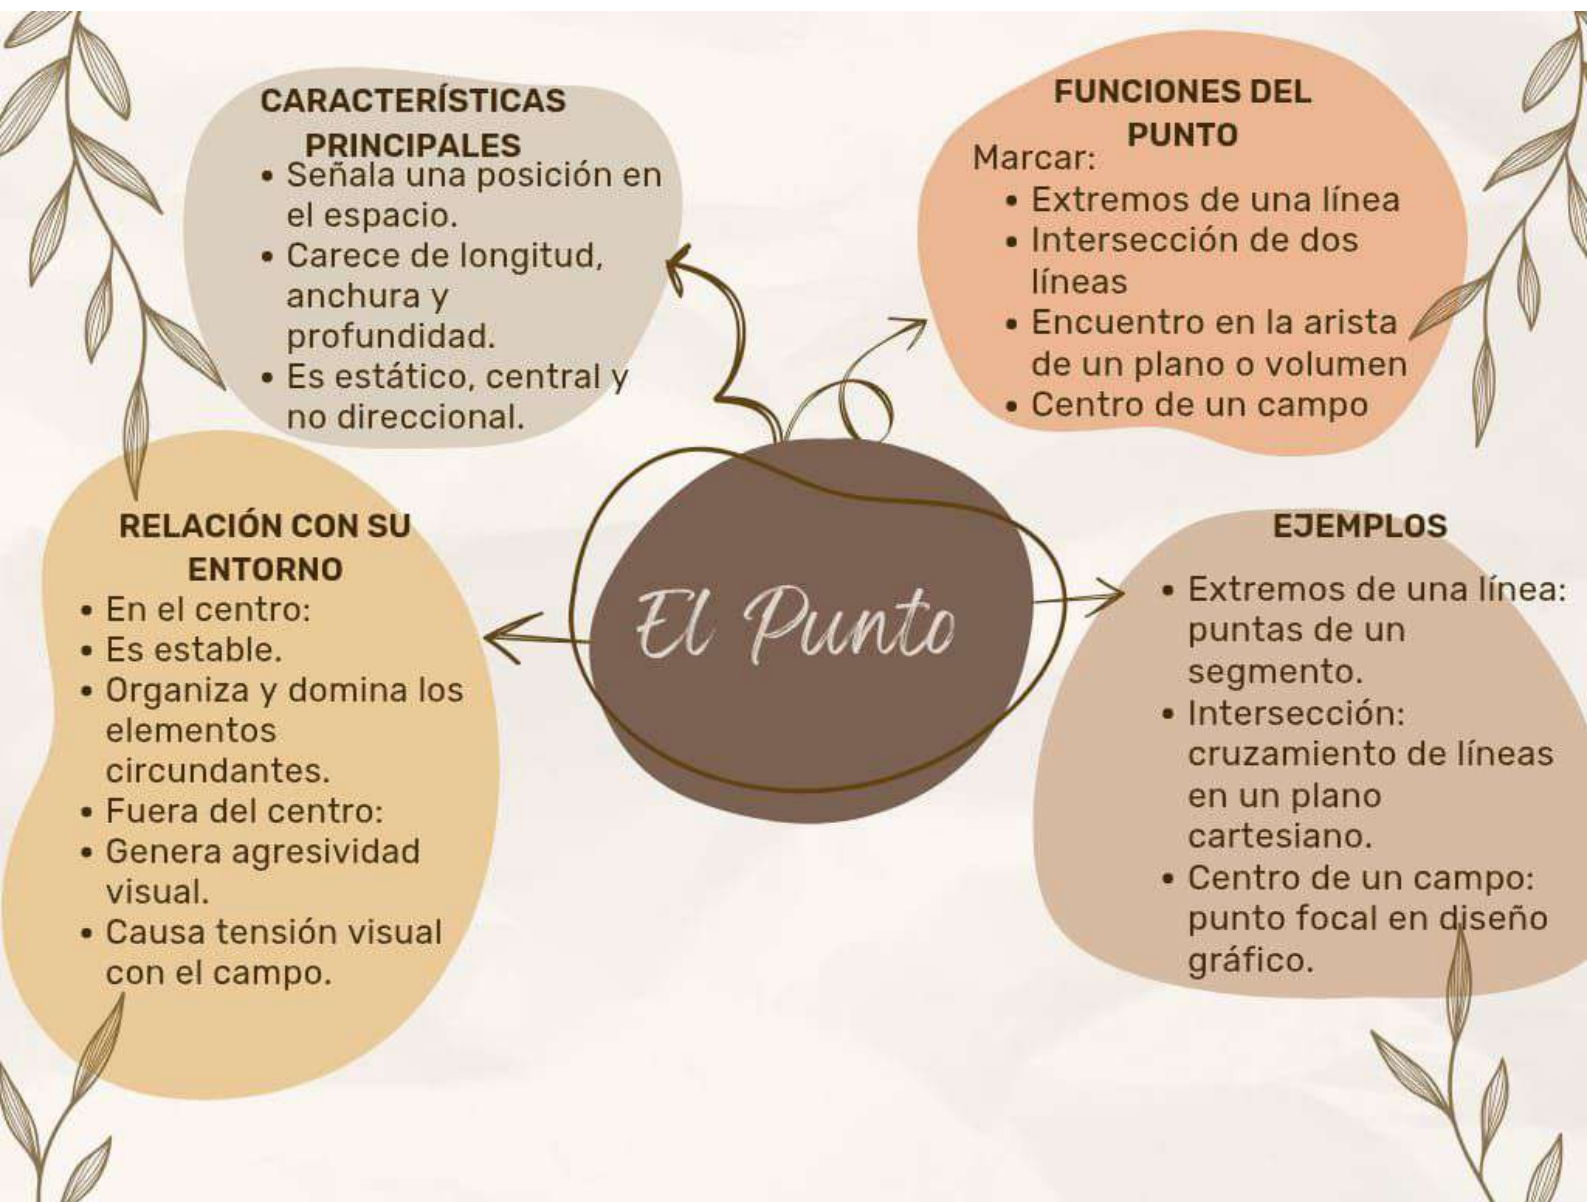 CARACTERÍSTICAS
PRINCIPALES
• Señala una posición en
el espacio.
• Carece de longitud,
anchura y
profundidad.
• Es estático, central y
no direccional.
FUNCIONES DEL
PUNTO
Marcar:
• Extremos de una línea
• Intersección de dos
líneas
• Encuentro en la arista
de un plano o volumen
• Centro de un campo
El Punto
RELACIÓN CON SU
ENTORNO
• En el centro:
• Es estable.
• Organiza y domina los
elementos
circundantes.
• Fuera del centro:
• Genera agresividad
visual.
• Causa tensión visual
con el campo.
EJEMPLOS
• Extremos de una línea:
puntas de un
segmento.
• Intersección:
cruzamiento de líneas
en un plano
cartesiano.
• Centro de un campo:
punto focal en diseño
gráfico.